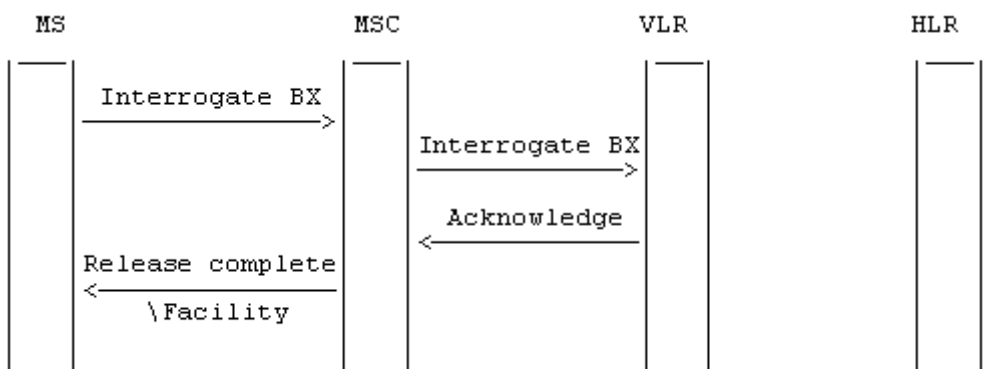 MS MSC VLR HLR
Interrogate BX
Interrogate BX
Acknowledge
Release complete
\Facility